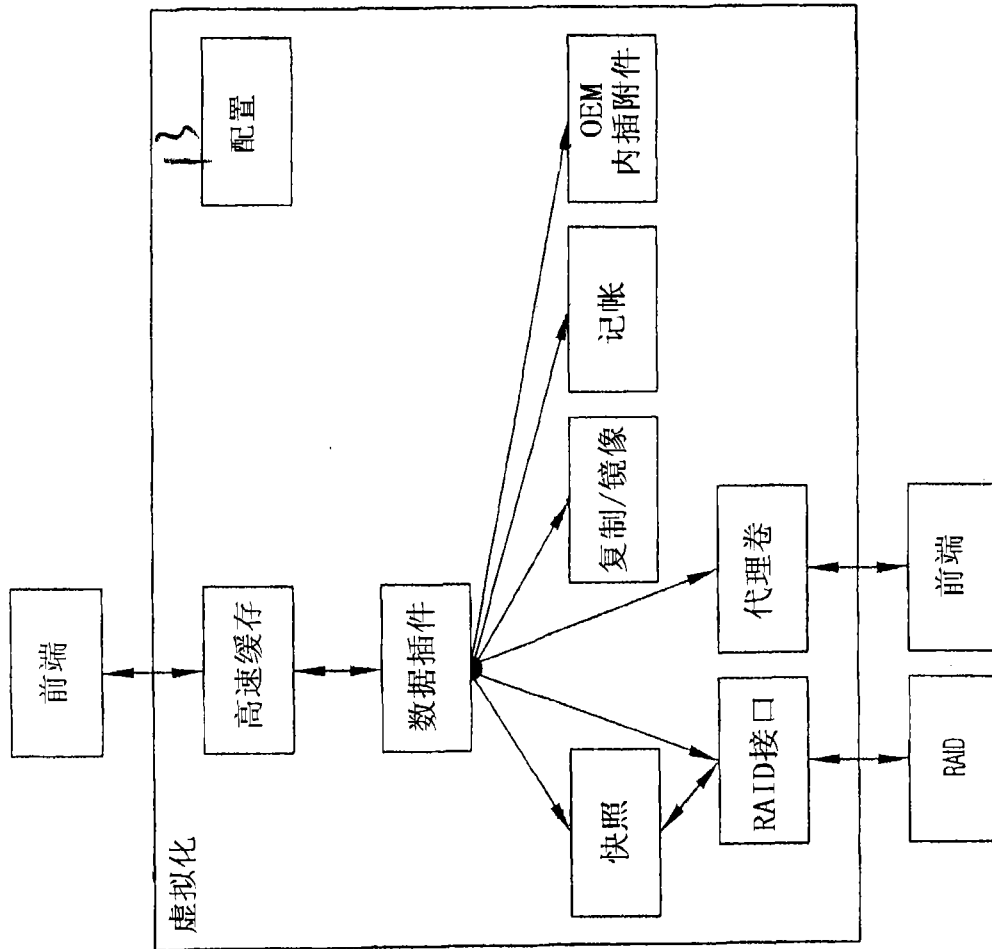 前端
虚拟化
高速缓存
配置
数据插件
快照
复制/镜像
记帐
OEM
内插附件
RAID接口
代理卷
RAID
前端